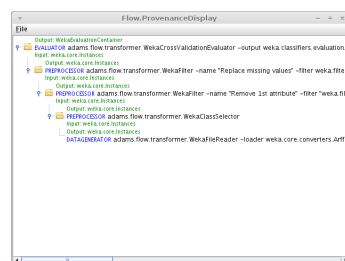 Flow.ProvenanceDisplay
File
Output: WekaEvaluationContainer
EVALUATOR adams.flow.transformer.WekaCrossValidationEvaluator -output weka.classifiers.evaluation.
Input: weka.core.Instances
Output: weka.core.Instances
PREPROCESSOR adams.flow.transformer.WekaFilter -name "Replace missing values" -filter weka.filte
Input: weka.core.Instances
Output: weka.core.Instances
PREPROCESSOR adams.flow.transformer.WekaFilter -name "Remove 1st attribute" -filter "weka.fil
Input: weka.core.Instances
Output: weka.core.Instances
PREPROCESSOR adams.flow.transformer.WekaClassSelector
Input: weka.core.Instances
Output: weka.core.Instances
DATAGENERATOR adams.flow.transformer.WekaFileReader -loader weka.core.converters.Arff